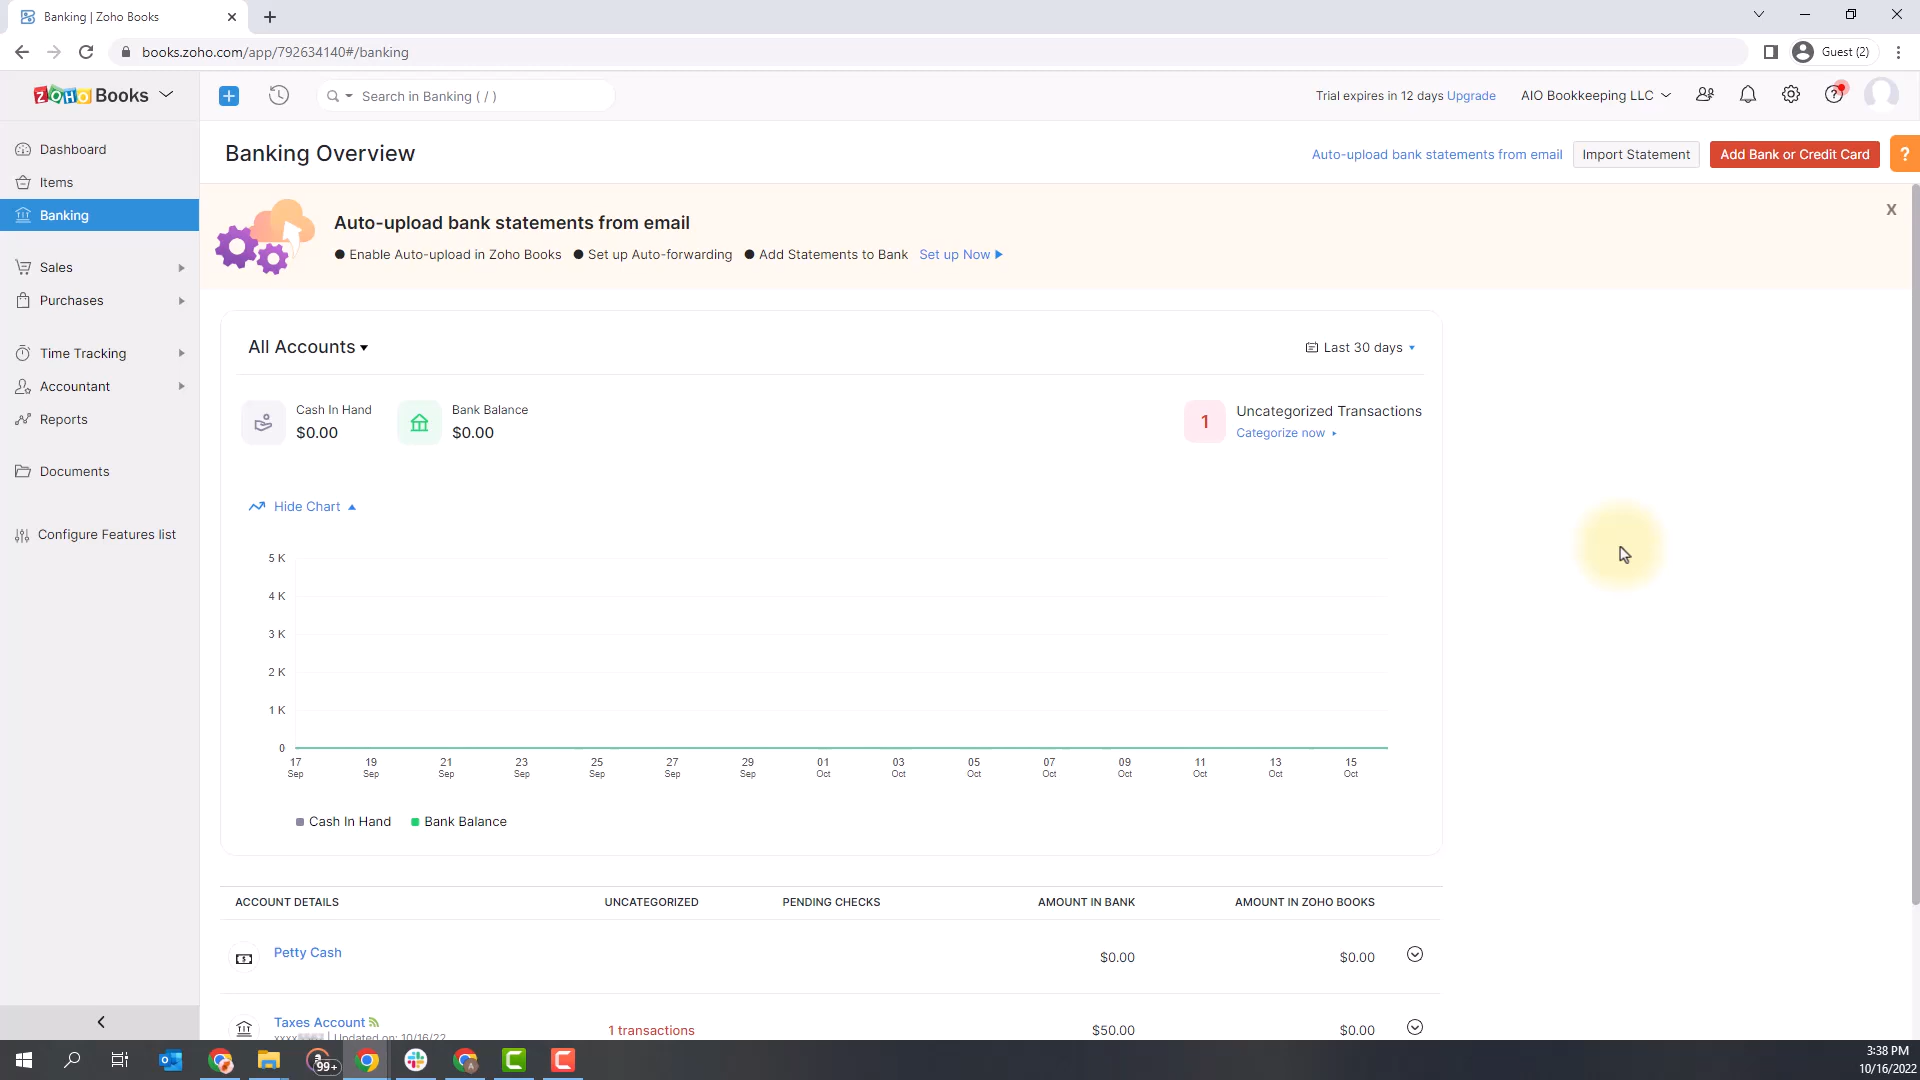 Banking | Zoho Books
books.zoho.com/app/792634140#/banking
Guest (2)
ZOHO Books
Search in Banking ( / )
Trial expires in 12 days Upgrade
AIO Bookkeeping LLC
Dashboard
Items
Banking
Sales
Purchases
Time Tracking
Accountant
Reports
Documents
Configure Features list
Banking Overview
Auto-upload bank statements from email
Import Statement
Add Bank or Credit Card
?
Auto-upload bank statements from email
X
● Enable Auto-upload in Zoho Books ● Set up Auto-forwarding ● Add Statements to Bank Set up Now
All Accounts
Last 30 days
Cash In Hand
$0.00
Bank Balance
$0.00
1
Uncategorized Transactions
Categorize now
Hide Chart
5 K
4 K
3 K
2 K
1 K
0
17 Sep
19 Sep
21 Sep
23 Sep
25 Sep
27 Sep
29 Sep
01 Oct
03 Oct
05 Oct
07 Oct
09 Oct
11 Oct
13 Oct
15 Oct
Cash In Hand
Bank Balance
ACCOUNT DETAILS UNCATEGORIZED PENDING CHECKS AMOUNT IN BANK AMOUNT IN ZOHO BOOKS
Petty Cash $0.00 $0.00
Taxes Account 1 transactions $50.00 $0.00
xxxx | Updated on: 10/16/22
99+
A
3:38 PM
10/16/2022